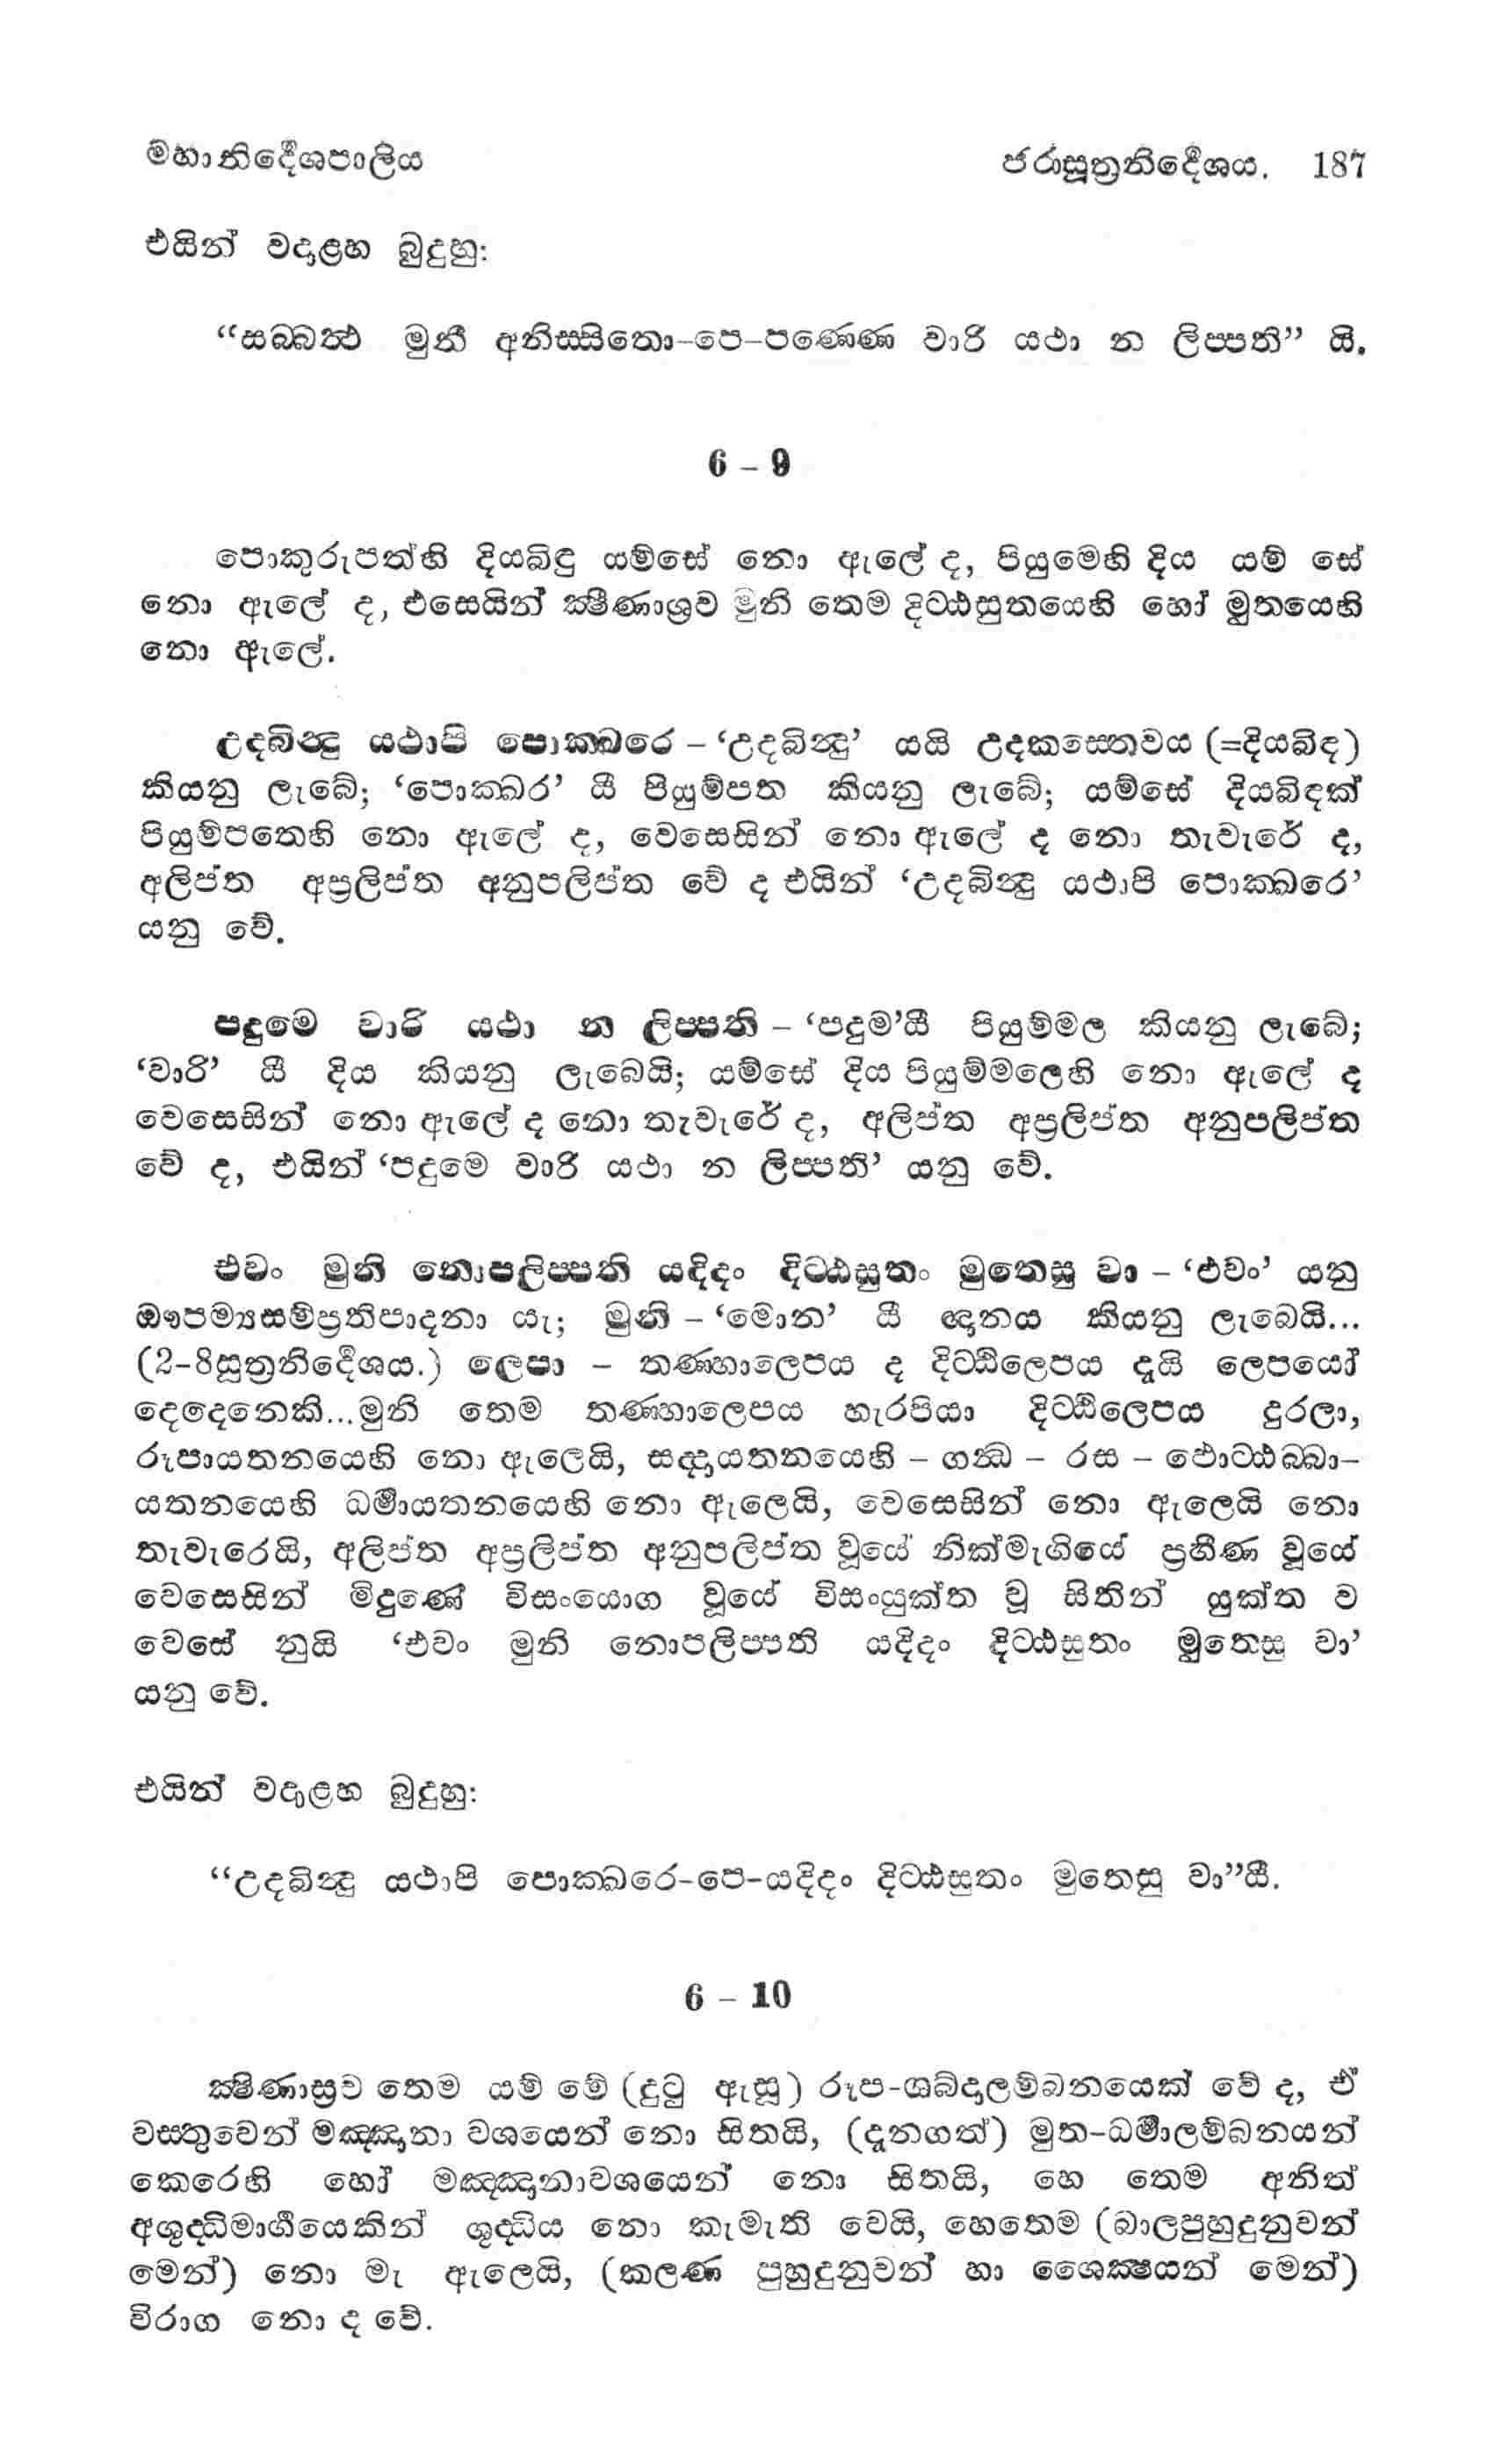 මහානිර්දේශපාලිය ජරාසූත්‍රනිර්දේශය. 187
එයින් වදාළහ බුදුහු:
“සබ්බත්ථ මුනී අනිස්සිතො–පෙ–පණ්ණෙ වාරි යථා න ලිප්පති” යි.
6 – 9
පොකුරුපත්හි දියබිඳු යම්සේ නො ඇලේ ද, පියුමෙහි දිය යම් සේ
නො ඇලේ ද, එසෙයින් ක්ෂීණාශ්‍රව මුනි තෙම දිට්ඨසුතයෙහි හෝ මුතයෙහි
නො ඇලේ.
උදබින්දු යථාපි පොක්ඛරෙ – ‘උදබින්දු’ යයි උදකස්තෙවය (=දියබිඳ)
කියනු ලැබේ; ‘පොක්ඛර’ යි පියුම්පත කියනු ලැබේ; යම්සේ දියබිඳක්
පියුම්පතෙහි නො ඇලේ ද, වෙසෙසින් නො ඇලේ ද නො තැවැරේ ද,
අලිප්ත අප්‍රලිප්ත අනුපලිප්ත වේ ද එයින් ‘උදබින්දු යථාපි පොක්ඛරෙ’
යනු වේ.
පදුමෙ වාරි යථා න ලිප්පති – ‘පදුම’යී පියුම්මල කියනු ලැබේ;
‘වාරි’ යී දිය කියනු ලැබෙයි; යම්සේ දිය පියුම්මලෙහි නො ඇලේ ද
වෙසෙසින් නො ඇලේ ද නො තැවැරේ ද, අලිප්ත අප්‍රලිප්ත අනුපලිප්ත
වේ ද, එයින් ‘පදුමෙ වාරි යථා න ලිප්පති’ යනු වේ.
එවං මුනි නොපලිප්පති යදිදං දිට්ඨසුතං මුතෙසු වා – ‘එවං’ යනු
ඖපම්‍යසම්ප්‍රතිපාදනා යැ; මුනි – ‘මොන’ යී ඥානය කියනු ලැබෙයි...
(2–8සූත්‍රනිර්දේශය.) ලෙපා – තණ්හාලෙපය ද දිට්ඨිලෙපය දැයි ලෙපයෝ
දෙදෙනෙකි...මුනි තෙම තණ්හාලෙපය හැරපියා දිට්ඨිලෙපය දුරලා,
රූපායතනයෙහි නො ඇලෙයි, සද්දායතනයෙහි – ගන්ධ – රස – ඵොට්ඨබ්බා–
යතනයෙහි ධර්මායතනයෙහි නො ඇලෙයි, වෙසෙසින් නො ඇලෙයි නො
තැවැරෙයි, අලිප්ත අප්‍රලිප්ත අනුපලිප්ත වූයේ නික්මැගියේ ප්‍රහීණ වූයේ
වෙසෙසින් මිදුණේ විසංයොග වූයේ විසංයුක්ත වූ සිතින් යුක්ත ව
වෙසේ නුයි ‘එවං මුනි නොපලිප්පති යදිදං දිට්ඨසුතං මුතෙසු වා’
යනු වේ.
එයින් වදාළහ බුදුහු:
“උදබින්දු යථාපි පොක්ඛරෙ-පෙ-යදිදං දිට්ඨසුතං මුතෙසු වා”යී.
6 – 10
ක්ෂිණාස්‍රව තෙම යම් මේ (දුටු ඇසූ) රූප-ශබ්දාලම්බනයෙක් වේ ද, ඒ
වස්තුවෙන් මඤ්ඤනා වශයෙන් නො සිතයි, (දැනගත්) මුත-ධර්මාලම්බනයන්
කෙරෙහි හෝ මඤ්ඤනාවශයෙන් නො සිතයි, හෙ තෙම අනිත්
අශුද්ධිමාර්ගයෙකින් ශුද්ධිය නො කැමැති වෙයි, හෙතෙම (බාලපුහුදුනුවන්
මෙන්) නො මැ ඇලෙයි, (කලණ පුහුදුනුවන් හා ශෛක්ෂයන් මෙන්)
විරාග නො ද වේ.